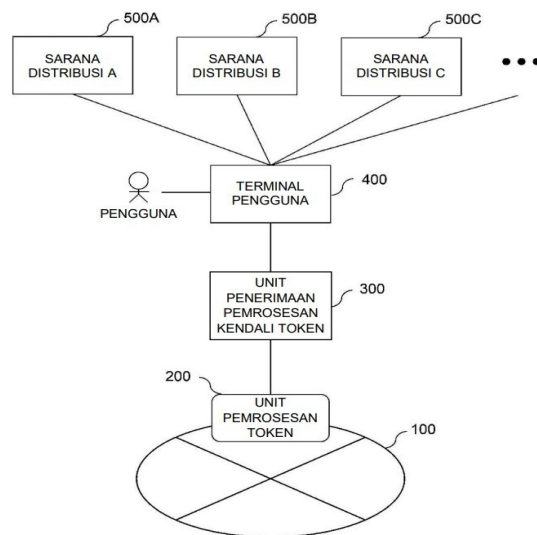 500A
500B
500C
SARANA
DISTRIBUSI A
SARANA
DISTRIBUSI B
SARANA
DISTRIBUSI C
400
TERMINAL
PENGGUNA
PENGGUNA
300
UNIT
PENERIMAAN
PEMROSESAN
KENDALI TOKEN
200
UNIT
PEMROSESAN
TOKEN
100